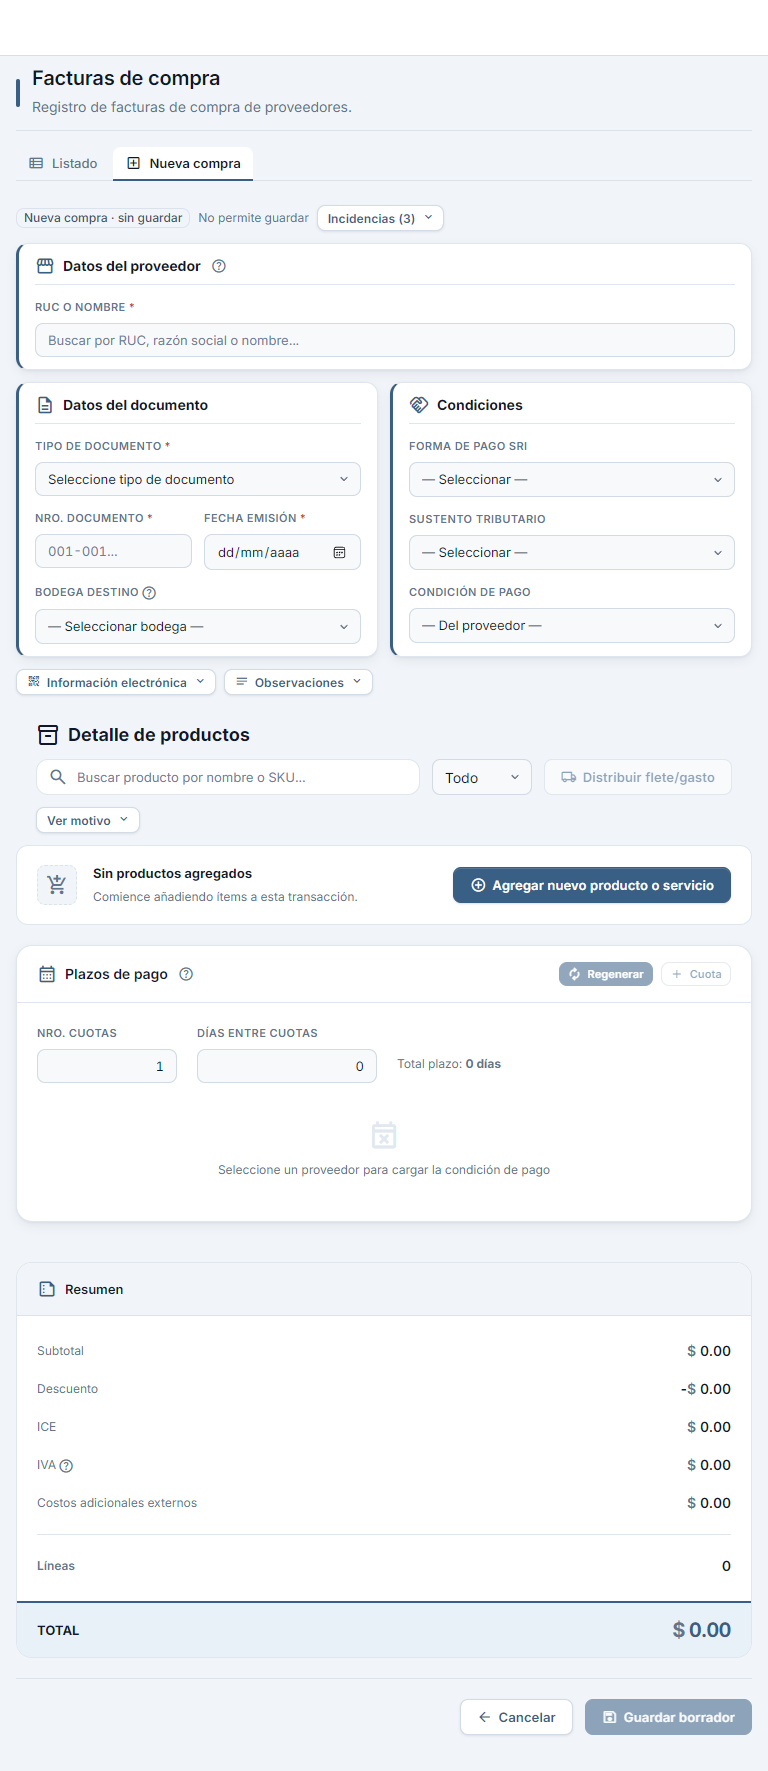 Facturas de compra
Registro de facturas de compra de proveedores.
Listado
Nueva compra
Nueva compra · sin guardar
No permite guardar
Incidencias (3)
Datos del proveedor
RUC O NOMBRE *
Buscar por RUC, razón social o nombre...
Datos del documento
TIPO DE DOCUMENTO *
Seleccione tipo de documento
NRO. DOCUMENTO *
FECHA EMISIÓN *
001-001...
dd/mm/aaaa
BODEGA DESTINO
— Seleccionar bodega —
Condiciones
FORMA DE PAGO SRI
— Seleccionar —
SUSTENTO TRIBUTARIO
— Seleccionar —
CONDICIÓN DE PAGO
— Del proveedor —
Información electrónica
Observaciones
Detalle de productos
Buscar producto por nombre o SKU...
Todo
Distribuir flete/gasto
Ver motivo
Sin productos agregados
Comience añadiendo ítems a esta transacción.
Agregar nuevo producto o servicio
Plazos de pago
Regenerar
+ Cuota
NRO. CUOTAS
DÍAS ENTRE CUOTAS
1
0
Total plazo: 0 días
Seleccione un proveedor para cargar la condición de pago
Resumen
Subtotal $ 0.00
Descuento -$ 0.00
ICE $ 0.00
IVA $ 0.00
Costos adicionales externos $ 0.00
Líneas 0
TOTAL $ 0.00
Cancelar
Guardar borrador